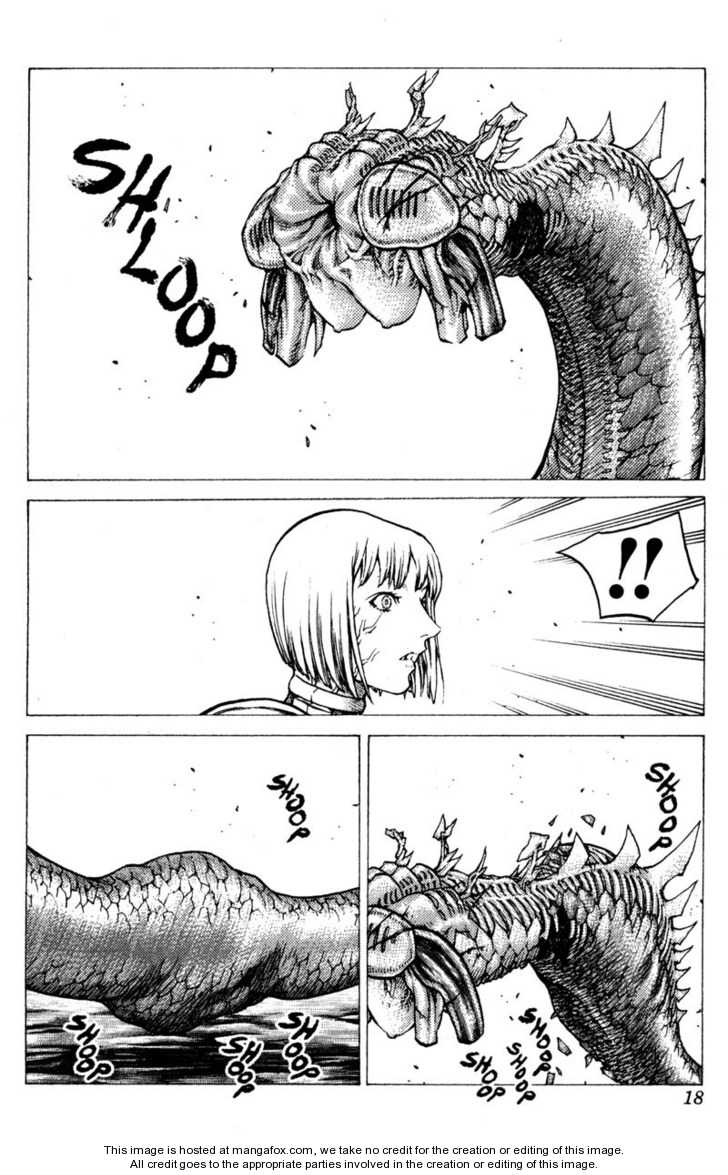 SHLOOP
!!
SHOOP
SHOOP
SHOOP
SHOOP
SHOOP
SHOOP
SHOOP
SHOOP
18
This image is hosted at mangafox.com, we take no credit for the creation or editing of this image.
All credit goes to the appropriate parties involved in the creation or editing of this image.